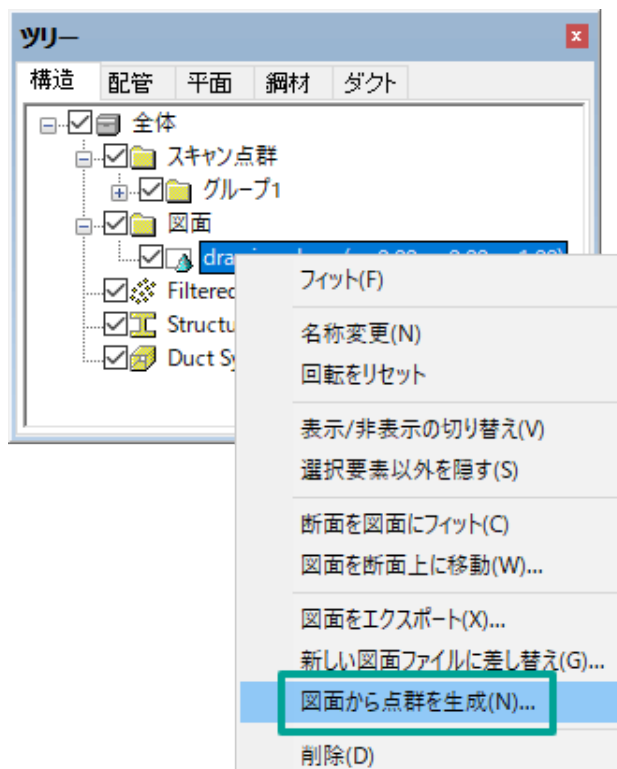 ツリー
構造 配管 平面 鋼材 ダクト
全体
スキャン点群
グループ1
図面
Filtered
フィット(F)
名称変更(N)
回転をリセット
表示/非表示の切り替え(V)
選択要素以外を隠す(S)
断面を図面にフィット(C)
図面を断面上に移動(W)...
図面をエクスポート(X)...
新しい図面ファイルに差し替え(G)...
図面から点群を生成(N)...
削除(D)
Structu
Duct Sy